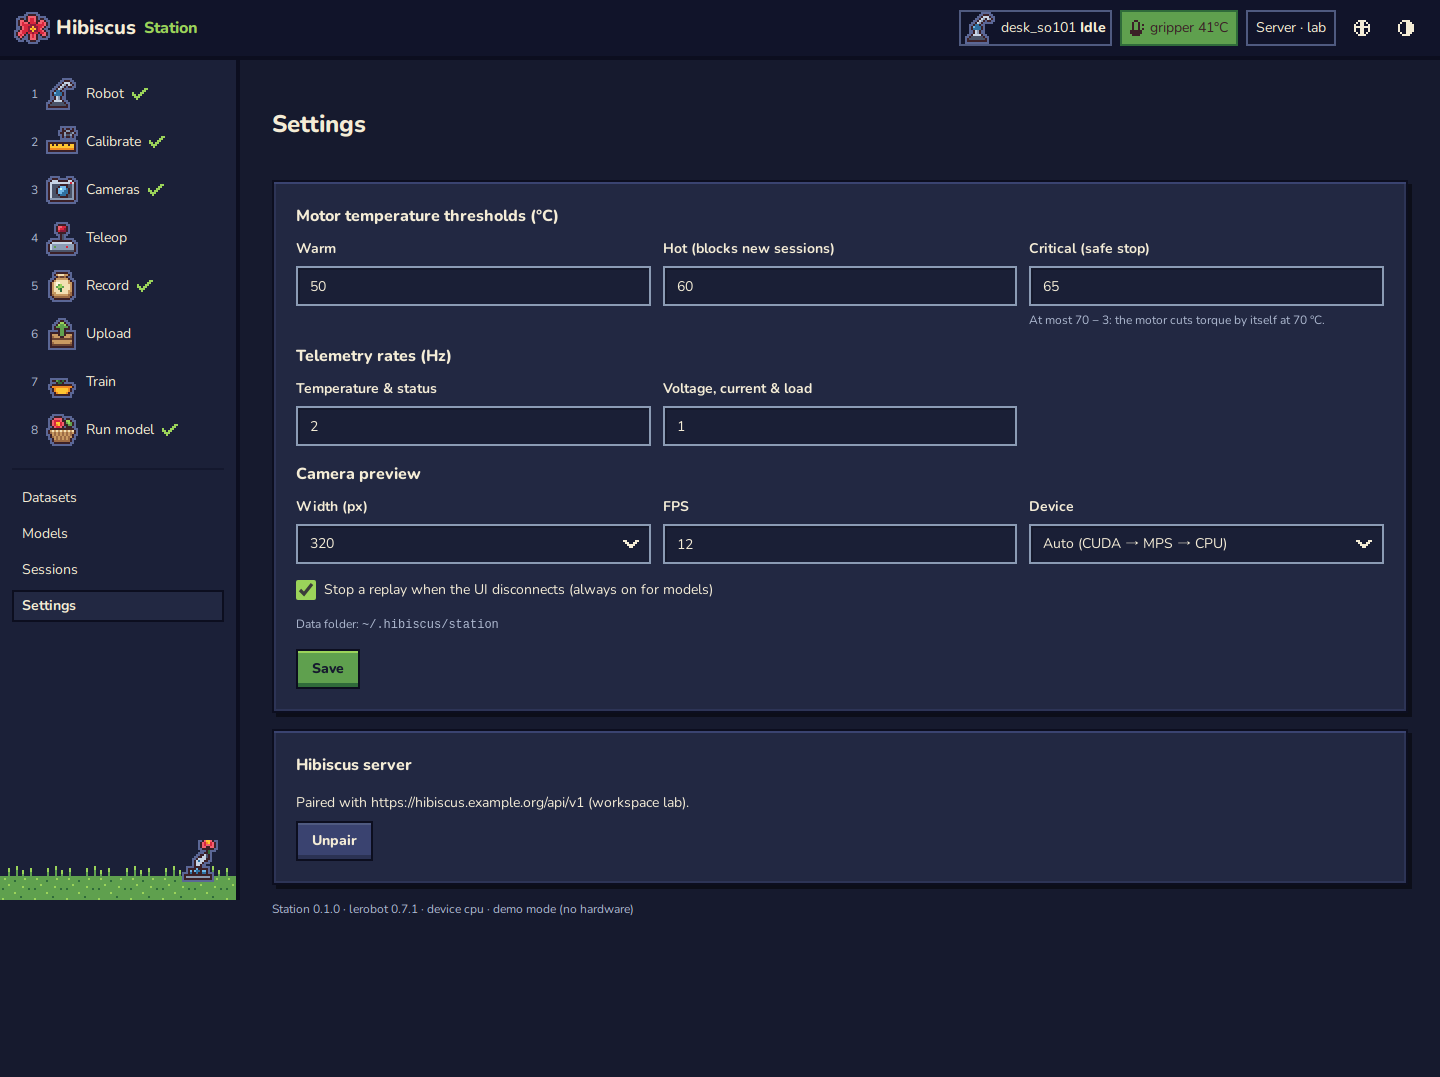 Hibiscus Station
desk_so101 Idle
gripper 41°C
Server · lab
1 Robot
2 Calibrate
3 Cameras
4 Teleop
5 Record
6 Upload
7 Train
8 Run model
Datasets
Models
Sessions
Settings
Settings
Motor temperature thresholds (°C)
Warm Hot (blocks new sessions) Critical (safe stop)
50 60 65
At most 70 − 3: the motor cuts torque by itself at 70 °C.
Telemetry rates (Hz)
Temperature & status Voltage, current & load
2 1
Camera preview
Width (px) FPS Device
320 12 Auto (CUDA → MPS → CPU)
Stop a replay when the UI disconnects (always on for models)
Data folder: ~/.hibiscus/station
Save
Hibiscus server
Paired with https://hibiscus.example.org/api/v1 (workspace lab).
Unpair
Station 0.1.0 · lerobot 0.7.1 · device cpu · demo mode (no hardware)